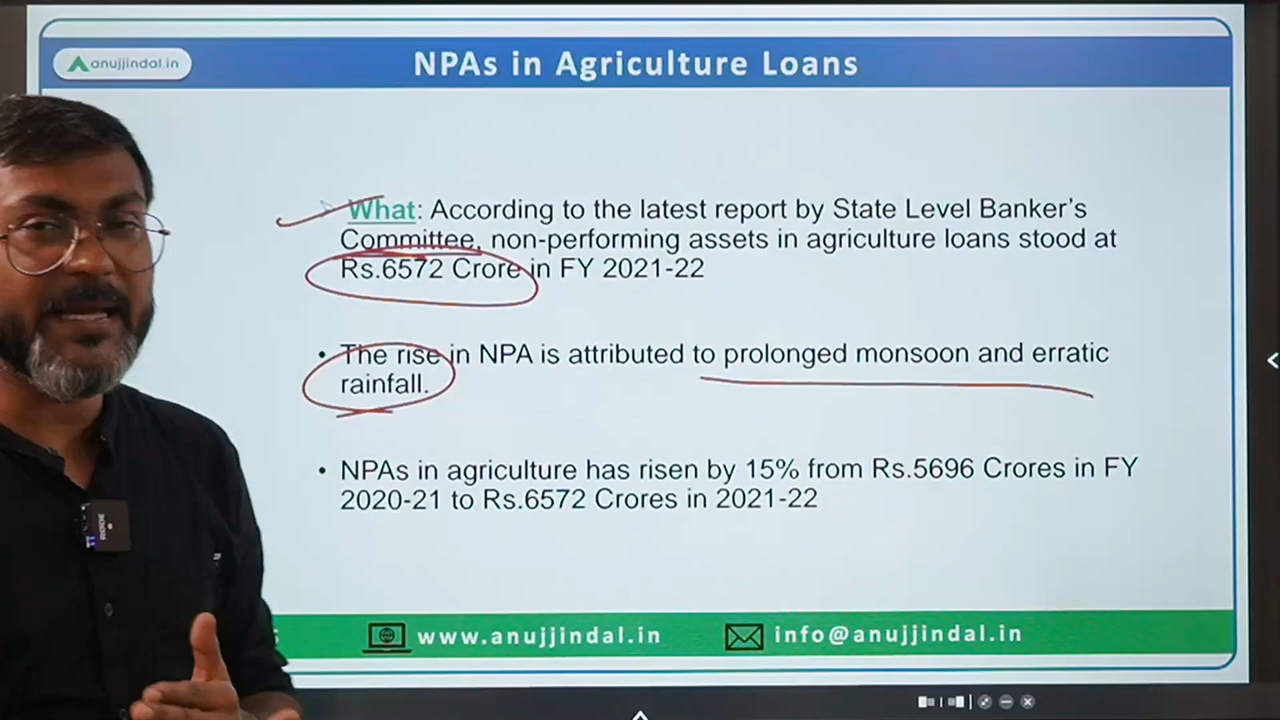 anujjindal.in
NPAs in Agriculture Loans
What: According to the latest report by State Level Banker's
Committee, non-performing assets in agriculture loans stood at
Rs.6572 Crore in FY 2021-22
• The rise in NPA is attributed to prolonged monsoon and erratic
rainfall.
• NPAs in agriculture has risen by 15% from Rs.5696 Crores in FY
2020-21 to Rs.6572 Crores in 2021-22
www.anujjindal.in
info@anujjindal.in
RODE